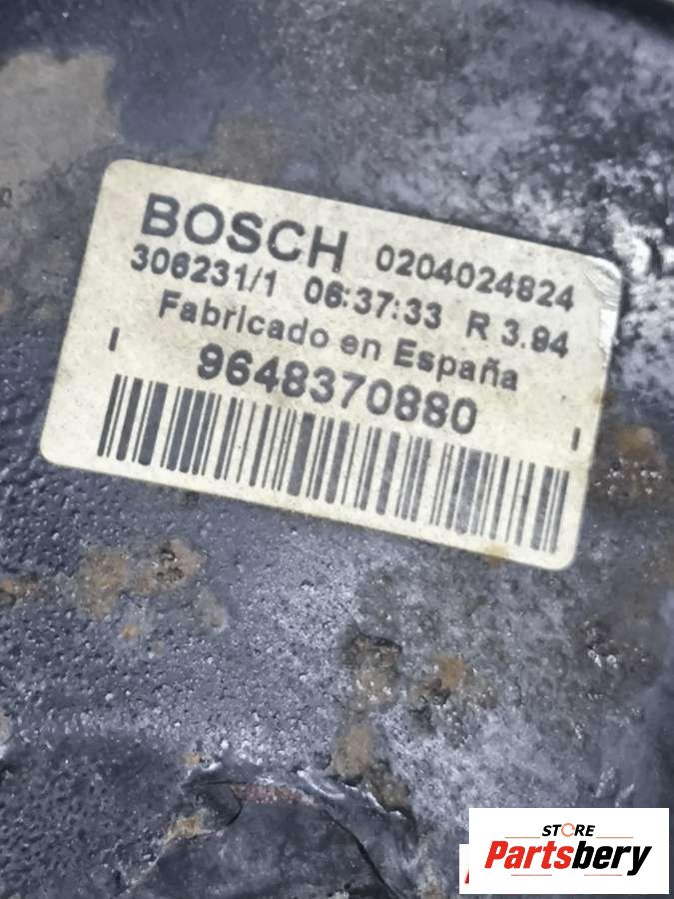 BOSCH 0204024824
306231/1 06:37:33 R 3.94
Fabricado en España
9648370880
STORE
Partsbery